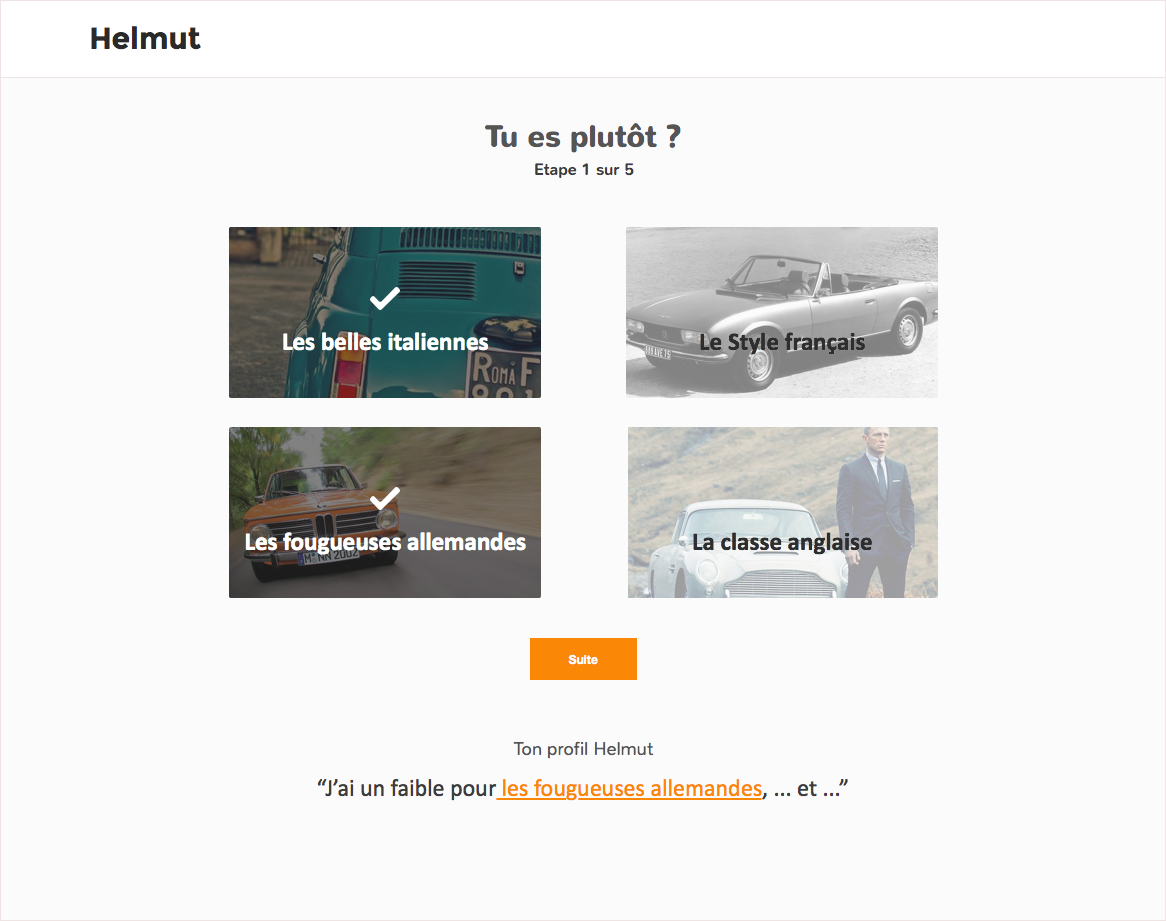 Helmut
Tu es plutôt ?
Etape 1 sur 5
Les belles italiennes
ROMA F
Le Style français
Les fougueuses allemandes
La classe anglaise
Suite
Ton profil Helmut
“J’ai un faible pour les fougueuses allemandes, ... et ...”